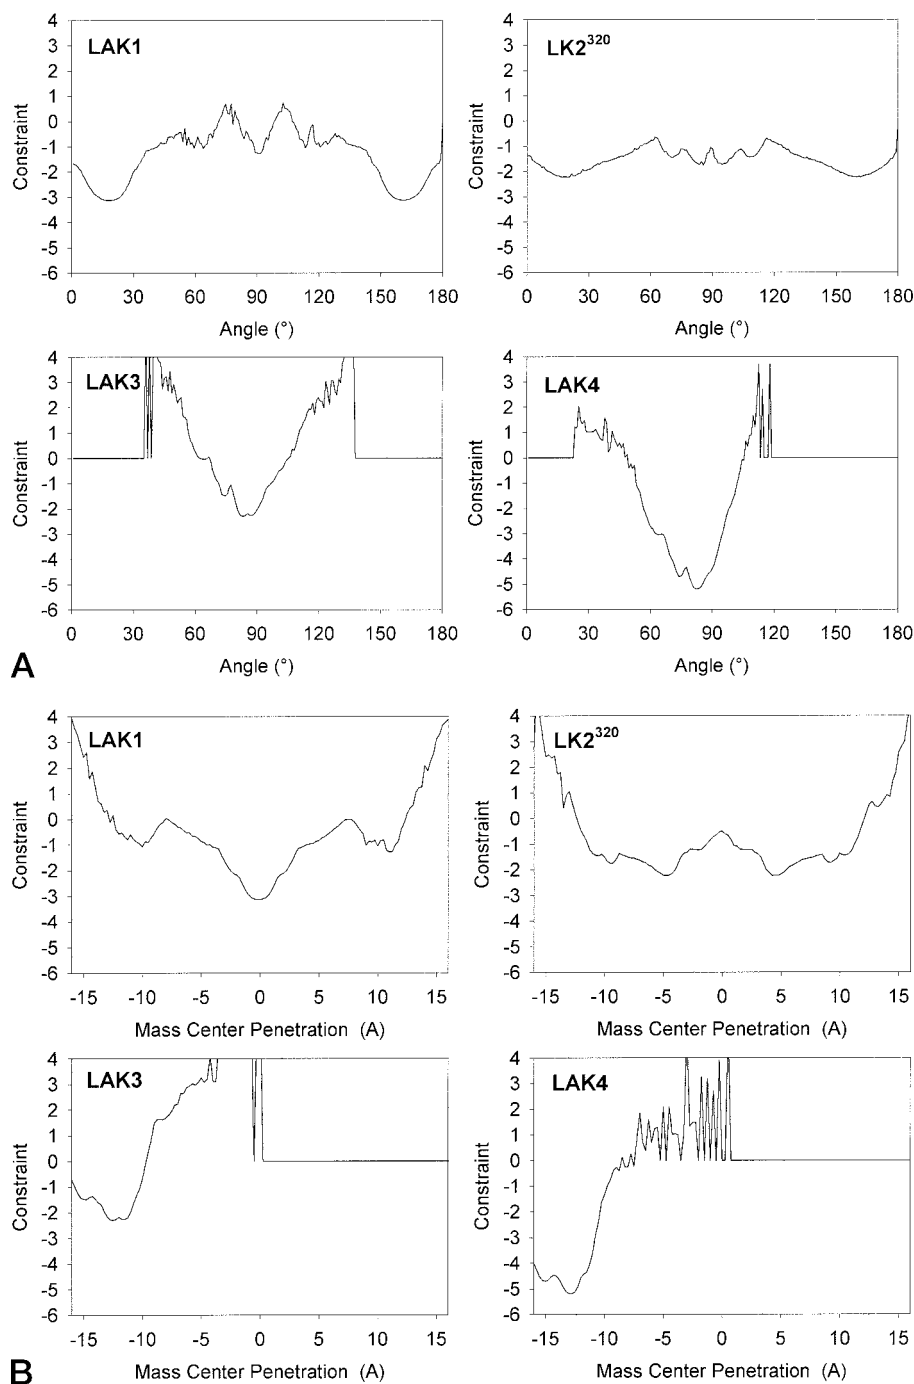 LAK1
4
3
2
1
0
-1
-2
-3
-4
-5
-6
Constraint
0 30 60 90 120 150 180
Angle (°)
LK2³²⁰
4
3
2
1
0
-1
-2
-3
-4
-5
-6
Constraint
0 30 60 90 120 150 180
Angle (°)
LAK3
4
3
2
1
0
-1
-2
-3
-4
-5
-6
Constraint
0 30 60 90 120 150 180
Angle (°)
LAK4
4
3
2
1
0
-1
-2
-3
-4
-5
-6
Constraint
0 30 60 90 120 150 180
Angle (°)
A
LAK1
4
3
2
1
0
-1
-2
-3
-4
-5
-6
Constraint
-15 -10 -5 0 5 10 15
Mass Center Penetration (A)
LK2³²⁰
4
3
2
1
0
-1
-2
-3
-4
-5
-6
Constraint
-15 -10 -5 0 5 10 15
Mass Center Penetration (A)
LAK3
4
3
2
1
0
-1
-2
-3
-4
-5
-6
Constraint
-15 -10 -5 0 5 10 15
Mass Center Penetration (A)
LAK4
4
3
2
1
0
-1
-2
-3
-4
-5
-6
Constraint
-15 -10 -5 0 5 10 15
Mass Center Penetration (A)
B